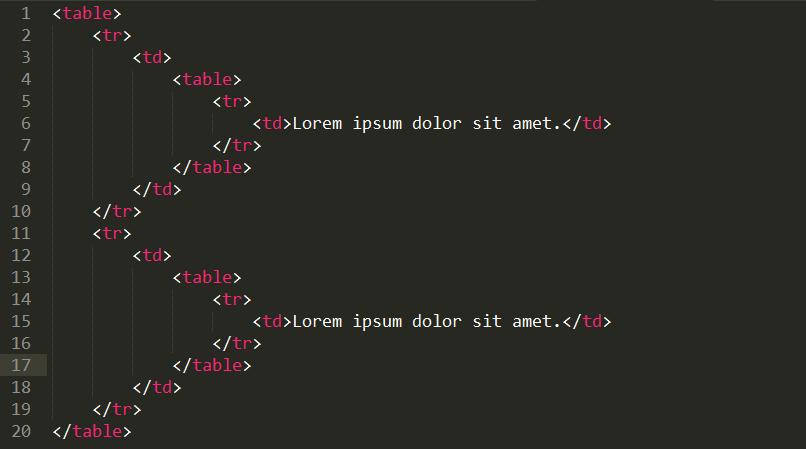 1 <table>
2     <tr>
3         <td>
4             <table>
5                 <tr>
6                     <td>Lorem ipsum dolor sit amet.</td>
7                 </tr>
8             </table>
9         </td>
10     </tr>
11     <tr>
12         <td>
13             <table>
14                 <tr>
15                     <td>Lorem ipsum dolor sit amet.</td>
16                 </tr>
17             </table>
18         </td>
19     </tr>
20 </table>